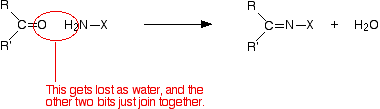 R
C=O H₂N—X
R'
R
C=N—X + H₂O
R'
This gets lost as water, and the
other two bits just join together.